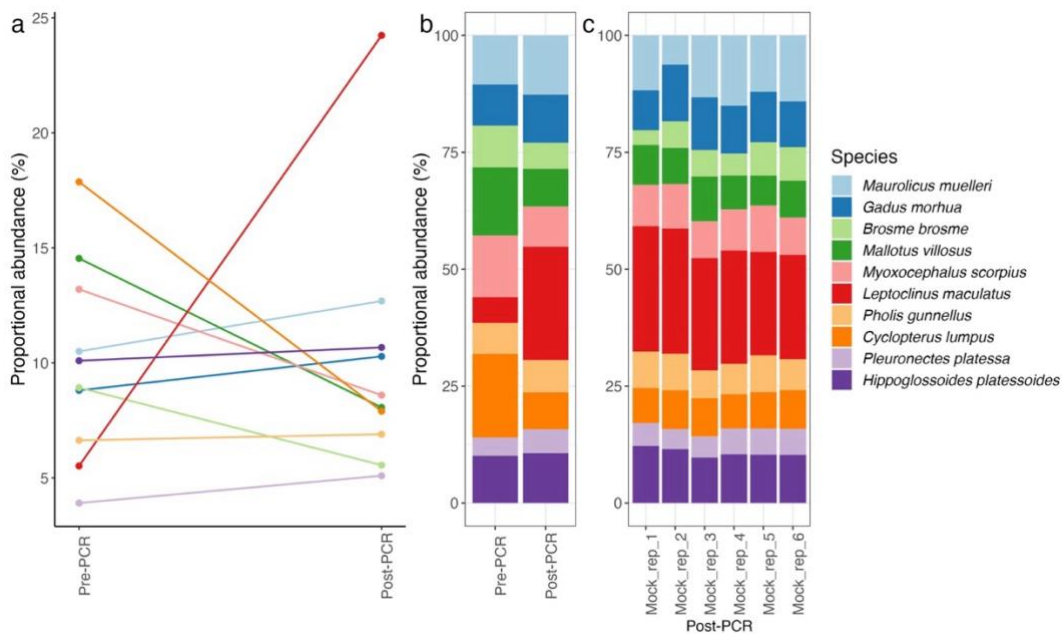 a
25
20
15
10
5
Proportional abundance (%)
Pre-PCR
Post-PCR
b
100
75
50
25
0
Proportional abundance (%)
Pre-PCR
Post-PCR
c
100
75
50
25
0
Mock_rep_1
Mock_rep_2
Mock_rep_3
Mock_rep_4
Mock_rep_5
Mock_rep_6
Post-PCR
Species
Maurolicus muelleri
Gadus morhua
Brosme brosme
Mallotus villosus
Myoxocephalus scorpius
Leptoclinus maculatus
Pholis gunnellus
Cyclopterus lumpus
Pleuronectes platessa
Hippoglossoides platessoides